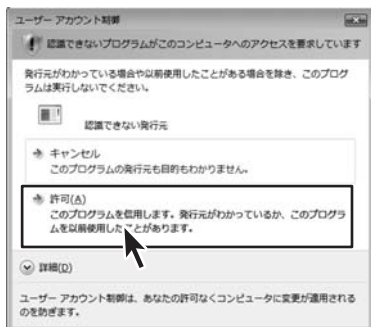 ユーザー アカウント制御
認識できないプログラムがこのコンピュータへのアクセスを要求しています
発行元がわかっている場合や以前使用したことがある場合を除き、このプログ
ラムは実行しないでください。
認識できない発行元
キャンセル
このプログラムの発行元も目的もわかりません。
許可(A)
このプログラムを信用します。発行元がわかっているか、このプログラ
ムを以前使用したことがあります。
詳細(D)
ユーザー アカウント制御は、あなたの許可なくコンピュータに変更が適用される
のを防ぎます。